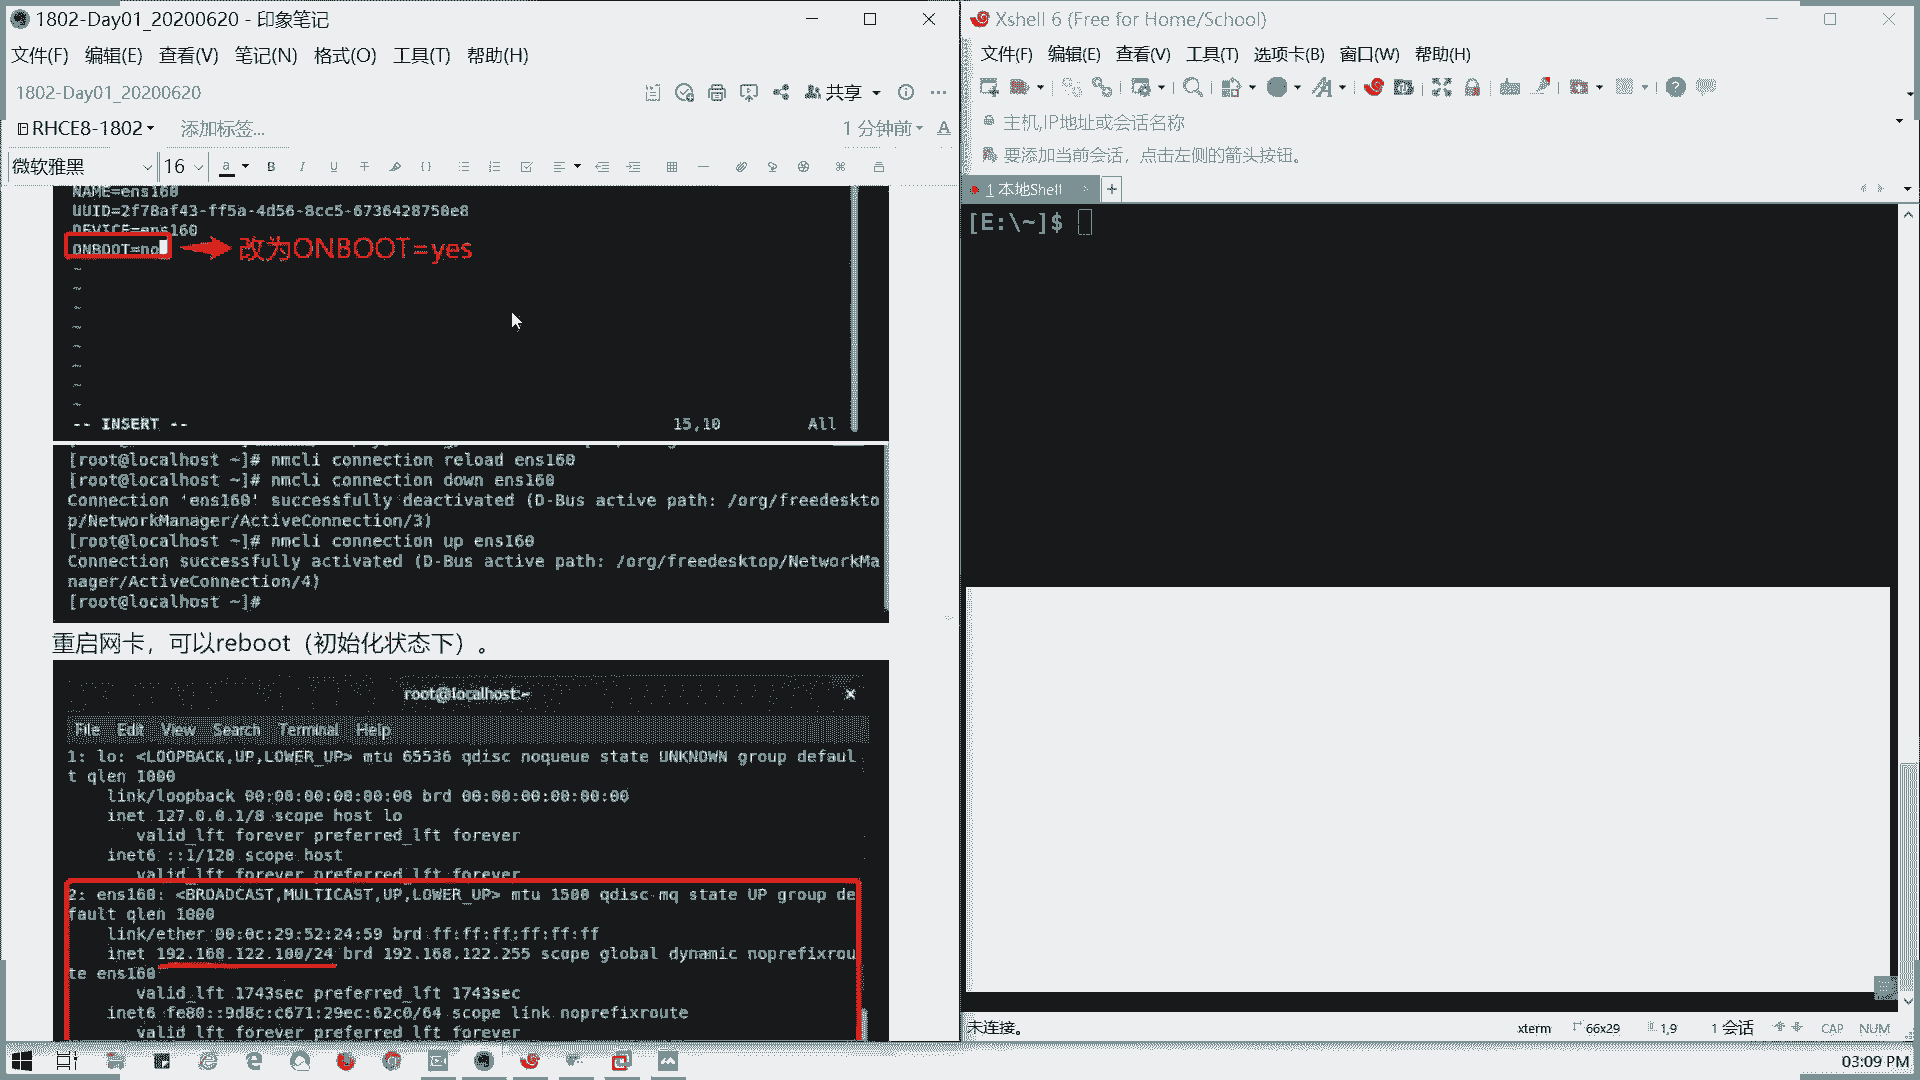 1802-Day01_20200620 - 印象笔记
文件(F) 编辑(E) 查看(V) 笔记(N) 格式(O) 工具(T) 帮助(H)
1802-Day01_20200620
共享
RHCE8-1802
添加标签...
1 分钟前
微软雅黑
16
NAME=ens160
UUID=2f78af43-ff5a-4d56-8cc5-6736428750e8
DEVICE=ens160
ONBOOT=no
改为ONBOOT=yes
~
~
~
~
~
~
~
~
-- INSERT -- 15,10 All
[root@localhost ~]# nmcli connection reload ens160
[root@localhost ~]# nmcli connection down ens160
Connection 'ens160' successfully deactivated (D-Bus active path: /org/freedeskto
p/NetworkManager/ActiveConnection/3)
[root@localhost ~]# nmcli connection up ens160
Connection successfully activated (D-Bus active path: /org/freedesktop/NetworkMa
nager/ActiveConnection/4)
[root@localhost ~]#
重启网卡，可以reboot（初始化状态下）。
root@localhost:~
File Edit View Search Terminal Help
1: lo: <LOOPBACK,UP,LOWER_UP> mtu 65536 qdisc noqueue state UNKNOWN group defaul
t qlen 1000
link/loopback 00:00:00:00:00:00 brd 00:00:00:00:00:00
inet 127.0.0.1/8 scope host lo
valid_lft forever preferred_lft forever
inet6 ::1/128 scope host
valid_lft forever preferred_lft forever
2: ens160: <BROADCAST,MULTICAST,UP,LOWER_UP> mtu 1500 qdisc mq state UP group de
fault qlen 1000
link/ether 00:0c:29:52:24:59 brd ff:ff:ff:ff:ff:ff
inet 192.168.122.100/24 brd 192.168.122.255 scope global dynamic noprefixrou
te ens160
valid_lft 1743sec preferred_lft 1743sec
inet6 fe80::9d8c:c671:29ec:62c0/64 scope link noprefixroute
valid_lft forever preferred_lft forever
Xshell 6 (Free for Home/School)
文件(F) 编辑(E) 查看(V) 工具(T) 选项卡(B) 窗口(W) 帮助(H)
主机,IP地址或会话名称
要添加当前会话，点击左侧的箭头按钮。
1 本地Shell
[E:\~]$
未连接。
xterm
66x29
1,9
1 会话
CAP
NUM
03:09 PM